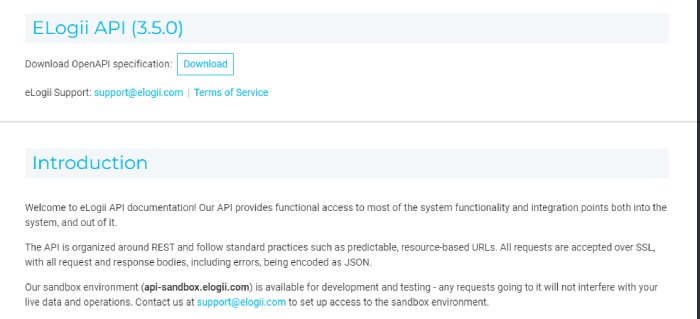 ELogii API (3.5.0)
Download OpenAPI specification: Download
eLogii Support: support@elogii.com | Terms of Service
Introduction
Welcome to eLogii API documentation! Our API provides functional access to most of the system functionality and integration points both into the
system, and out of it.
The API is organized around REST and follow standard practices such as predictable, resource-based URLs. All requests are accepted over SSL,
with all request and response bodies, including errors, being encoded as JSON.
Our sandbox environment (api-sandbox.elogii.com) is available for development and testing - any requests going to it will not interfere with your
live data and operations. Contact us at support@elogii.com to set up access to the sandbox environment.